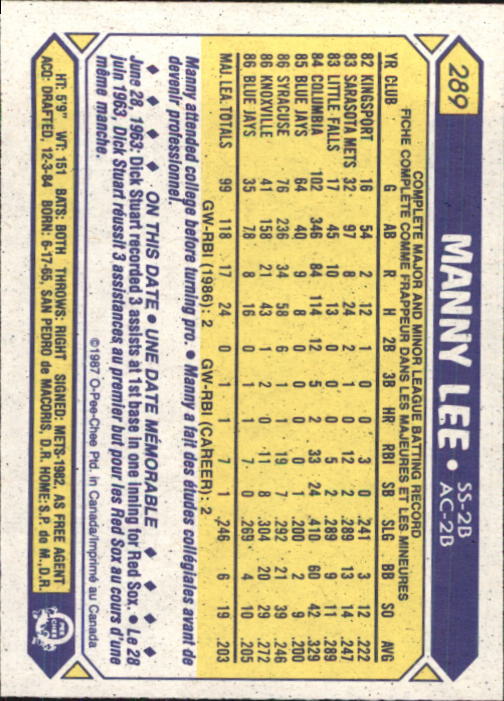 289
MANNY LEE • SS-2B
AC-2B
COMPLETE MAJOR AND MINOR LEAGUE BATTING RECORD
FICHE COMPLÈTE COMME FRAPPEUR DANS LES MAJEURES ET LES MINEURES
YR CLUB G AB R H 2B 3B HR RBI SB SLG BB SO AVG
82 KINGSPORT 16 54 2 12 1 0 0 3 0 .241 3 12 .222
83 SARASOTA METS 32 97 8 24 2 1 0 12 2 .289 13 14 .247
83 LITTLE FALLS 17 45 10 13 0 0 0 5 2 .289 9 11 .289
84 COLUMBIA 102 346 84 114 12 5 2 33 24 .410 60 42 .329
85 BLUE JAYS 64 40 9 8 0 0 0 0 1 .200 2 9 .200
86 SYRACUSE 76 236 34 58 6 1 1 19 7 .292 21 39 .246
86 KNOXVILLE 41 158 21 43 1 2 0 11 8 .304 20 29 .272
86 BLUE JAYS 35 78 8 16 0 1 1 7 0 .269 4 10 .205
MAJ. LEA. TOTALS 99 118 17 24 0 1 1 7 1 .246 6 19 .203
GW-RBI (1986): 2 GW-RBI (CAREER): 2
Manny attended college before turning pro. • Manny a fait des études collégiales avant de
devenir professionnel.
ON THIS DATE • UNE DATE MÉMORABLE
June 28, 1963: Dick Stuart recorded 3 assists at 1st base in one inning for Red Sox. • Le 28
juin 1963, Dick Stuart réussit 3 assistances au premier but pour les Red Sox au cours d'une
même manche.
©1987 O-Pee-Chee Ptd. in Canada/Imprimé au Canada
HT: 5'9" WT: 151 BATS: BOTH THROWS: RIGHT SIGNED: METS-1982, AS FREE AGENT
ACQ: DRAFTED, 12-3-84 BORN: 6-17-65, SAN PEDRO de MACORIS, D.R. HOME: S.P. de M., D.R.
O PEE CHEE